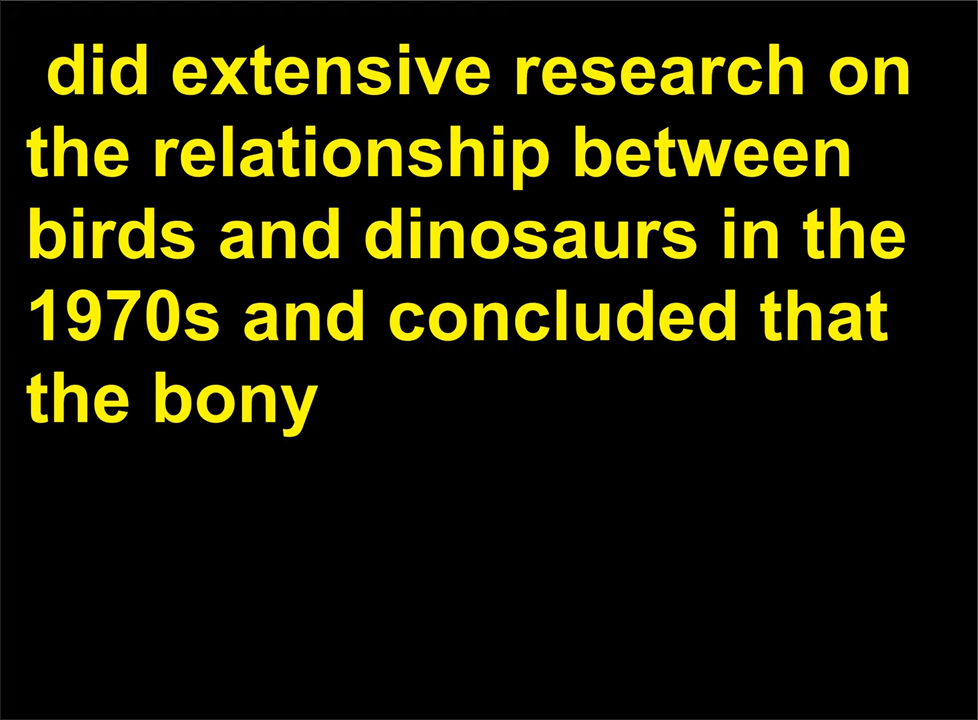 did extensive research on
the relationship between
birds and dinosaurs in the
1970s and concluded that
the bony